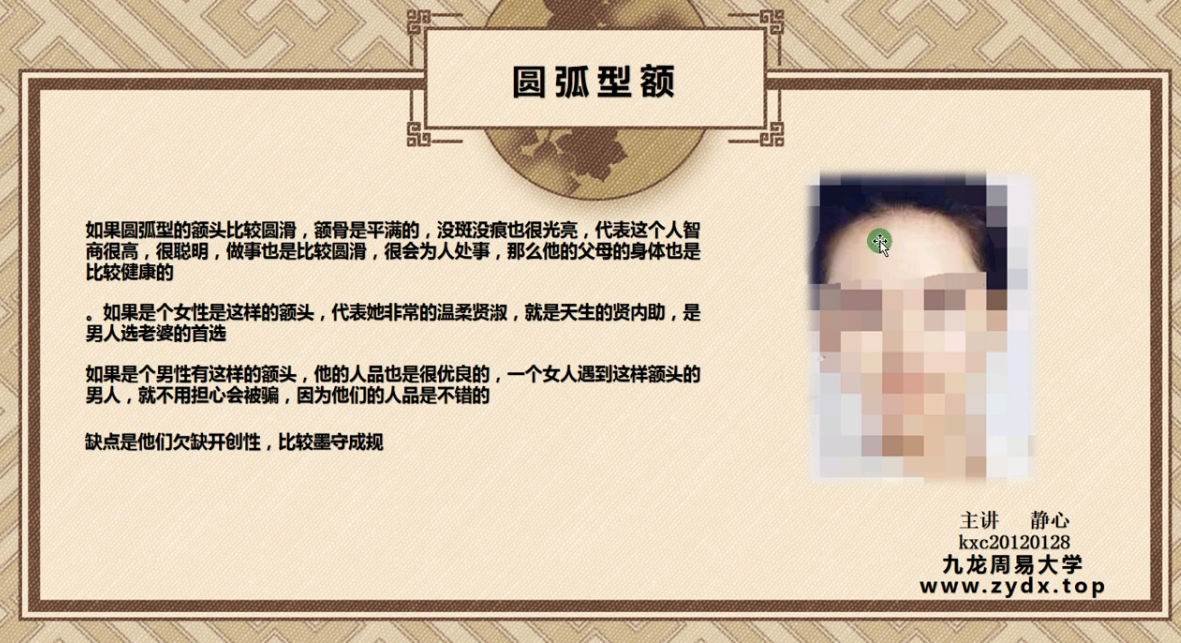 圆弧型额
如果圆弧型的额头比较圆滑，额骨是平满的，没斑没痕也很光亮，代表这个人智
商很高，很聪明，做事也是比较圆滑，很会为人处事，那么他的父母的身体也是
比较健康的
。如果是个女性是这样的额头，代表她非常的温柔贤淑，就是天生的贤内助，是
男人选老婆的首选
如果是个男性有这样的额头，他的人品也是很优良的，一个女人遇到这样额头的
男人，就不用担心会被骗，因为他们的人品是不错的
缺点是他们欠缺开创性，比较墨守成规
主讲 静心
kxc20120128
九龙周易大学
www.zydx.top